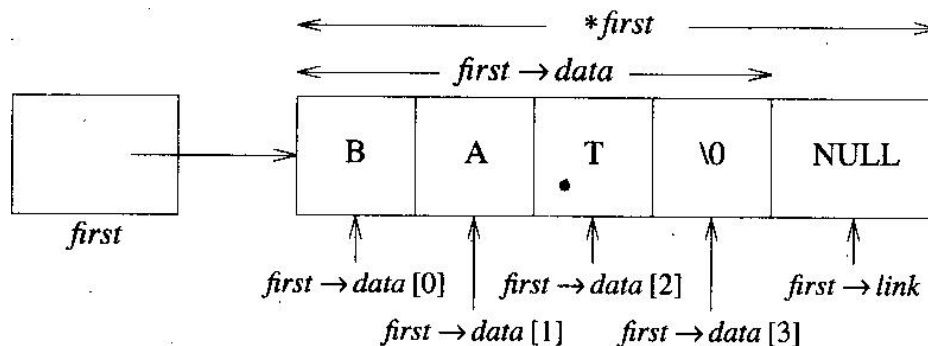 *first
first → data
B A T \0 NULL
first
first → data [0] first → data [2] first → link
first → data [1] first → data [3]